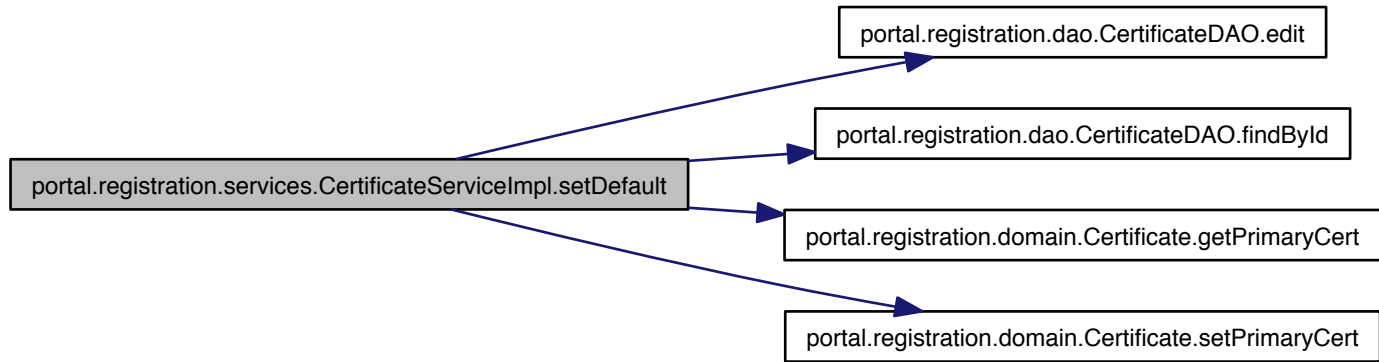 portal.registration.dao.CertificateDAO.edit
portal.registration.dao.CertificateDAO.findById
portal.registration.services.CertificateServiceImpl.setDefault
portal.registration.domain.Certificate.getPrimaryCert
portal.registration.domain.Certificate.setPrimaryCert